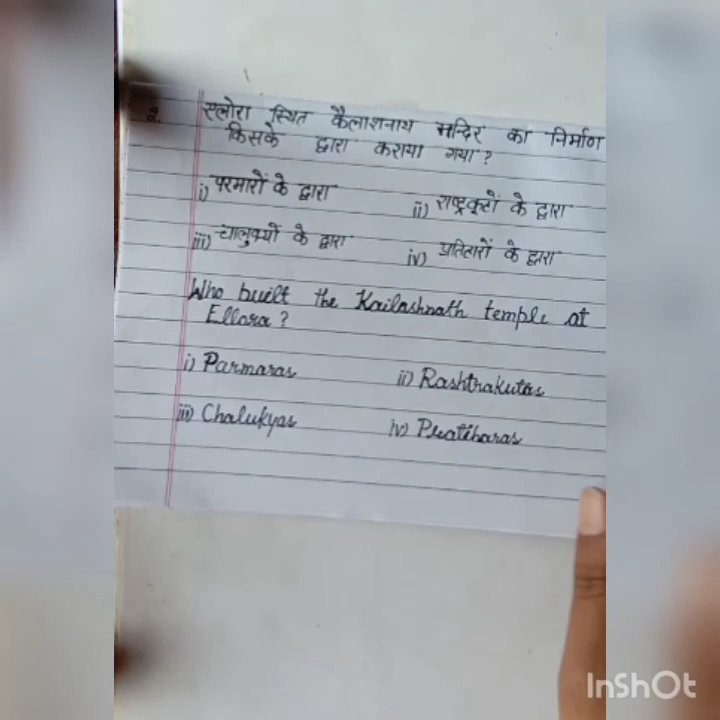 2. एलोरा स्थित कैलाशनाथ मन्दिर का निर्माण
किसके द्वारा कराया गया ?
i) परमारों के द्वारा ii) राष्ट्रकूटों के द्वारा
iii) चालुक्यों के द्वारा iv) प्रतिहारों के द्वारा
Who built the Kailashnath temple at
Ellora ?
i) Parmaras ii) Rashtrakutas
iii) Chalukyas iv) Pratiharas
InShOt